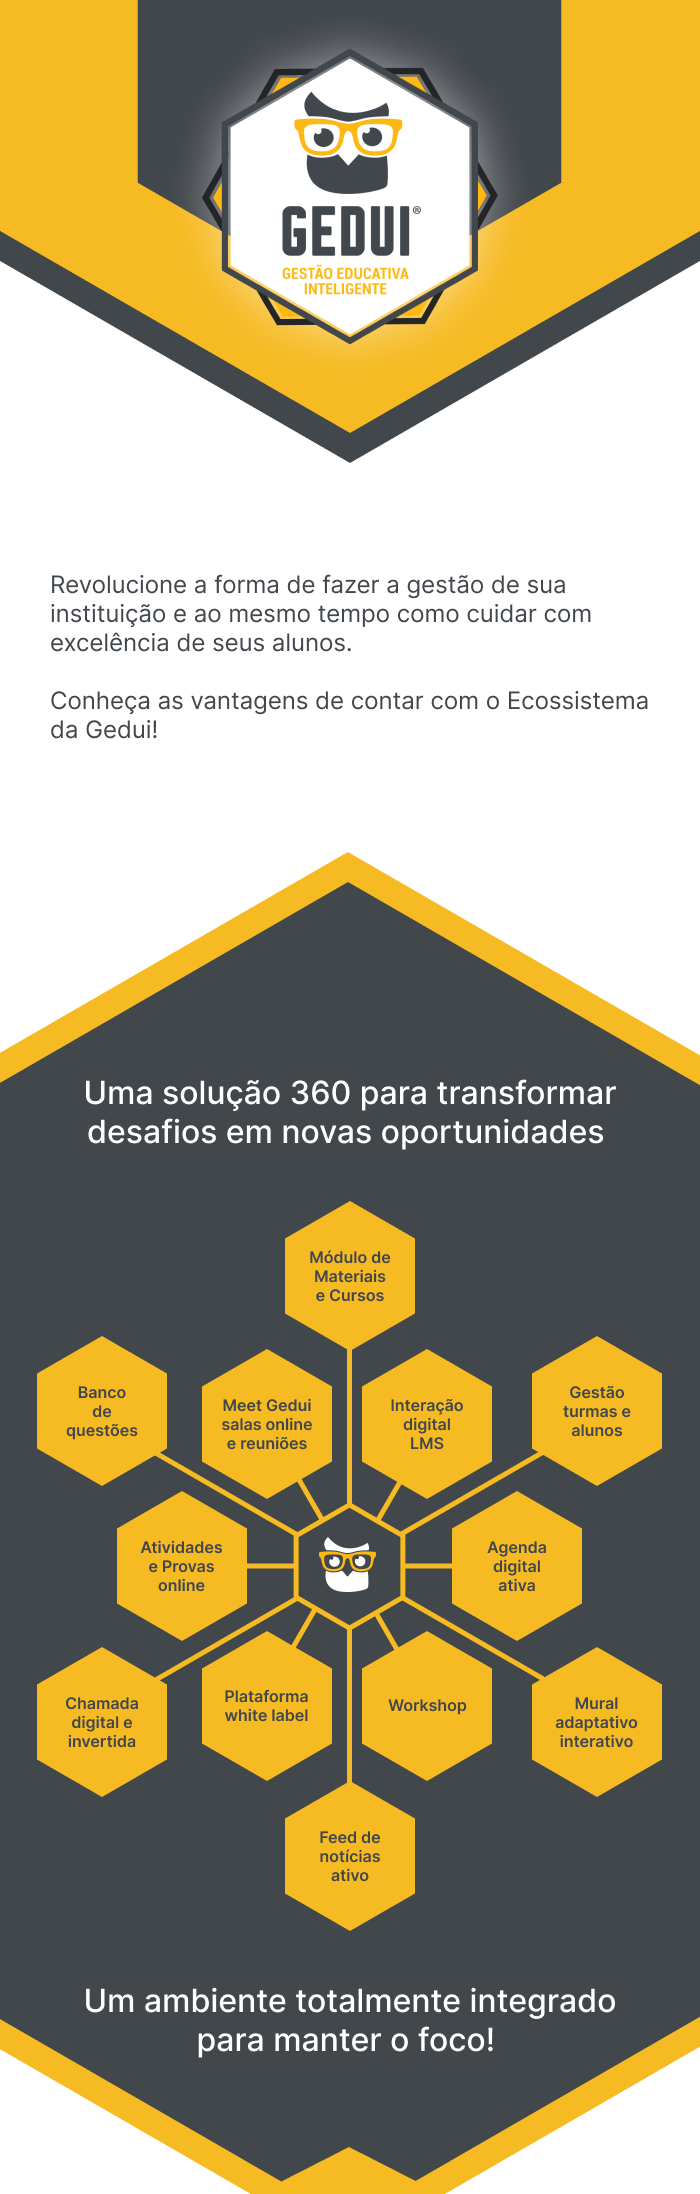 GEDUI®
GESTÃO EDUCATIVA
INTELIGENTE
Revolucione a forma de fazer a gestão de sua
instituição e ao mesmo tempo como cuidar com
excelência de seus alunos.
Conheça as vantagens de contar com o Ecossistema
da Gedui!
Uma solução 360 para transformar
desafios em novas oportunidades
Módulo de
Materiais
e Cursos
Banco
de
questões
Meet Gedui
salas online
e reuniões
Interação
digital
LMS
Gestão
turmas e
alunos
Atividades
e Provas
online
Agenda
digital
ativa
Chamada
digital e
invertida
Plataforma
white label
Workshop
Mural
adaptativo
interativo
Feed de
notícias
ativo
Um ambiente totalmente integrado
para manter o foco!